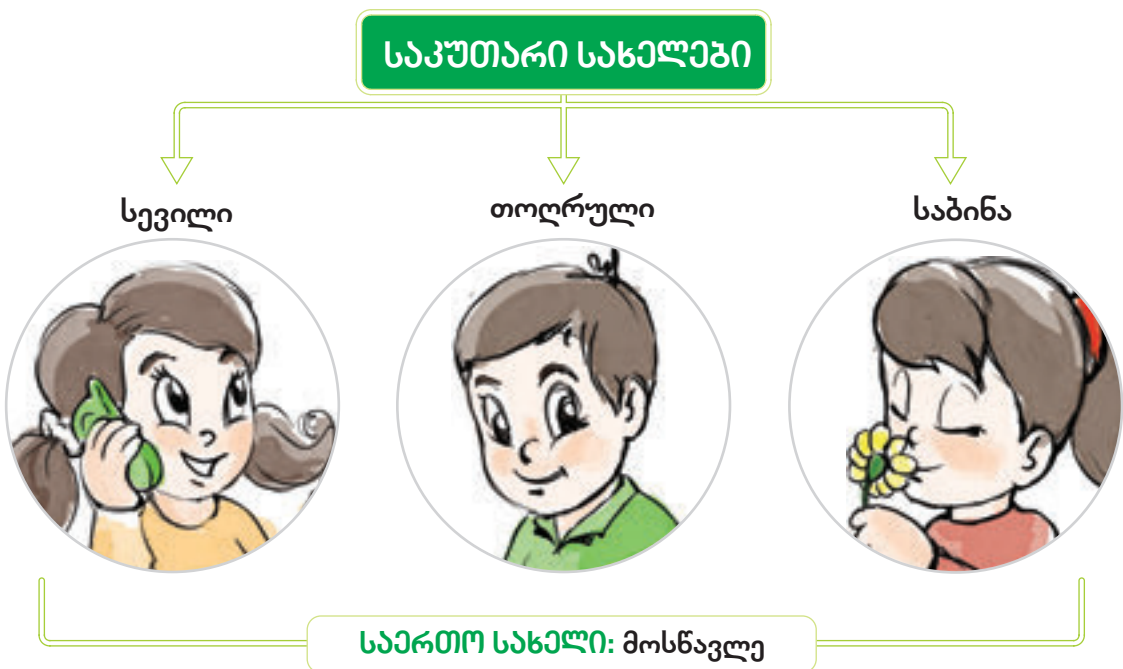 საკუთარი სახელები
სევილი
თოღრული
საბინა
საერთო სახელი: მოსწავლე